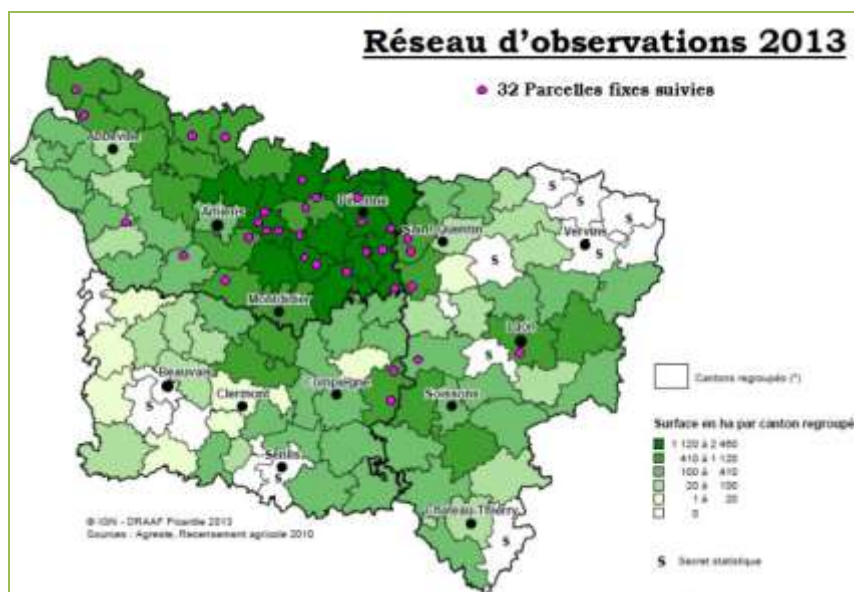 Réseau d'observations 2013
32 Parcelles fixes suivies
Abbeville
Amiens
Péronne
Saint Quentin
Vervins
S
S
S
S
S
Montdidier
Laon
S
Beauvais
S
S
Clermont
Compiègne
Soissons
Senlis
S
Chateau-Thierry
S
Cantons regroupés (*)
Surface en ha par canton regroupé
1 120 à 2 460
410 à 1 120
100 à 410
20 à 100
1 à 20
0
S Secret statistique
© IGN - DRAAF Picardie 2013
Sources : Agreste, Recensement agricole 2010